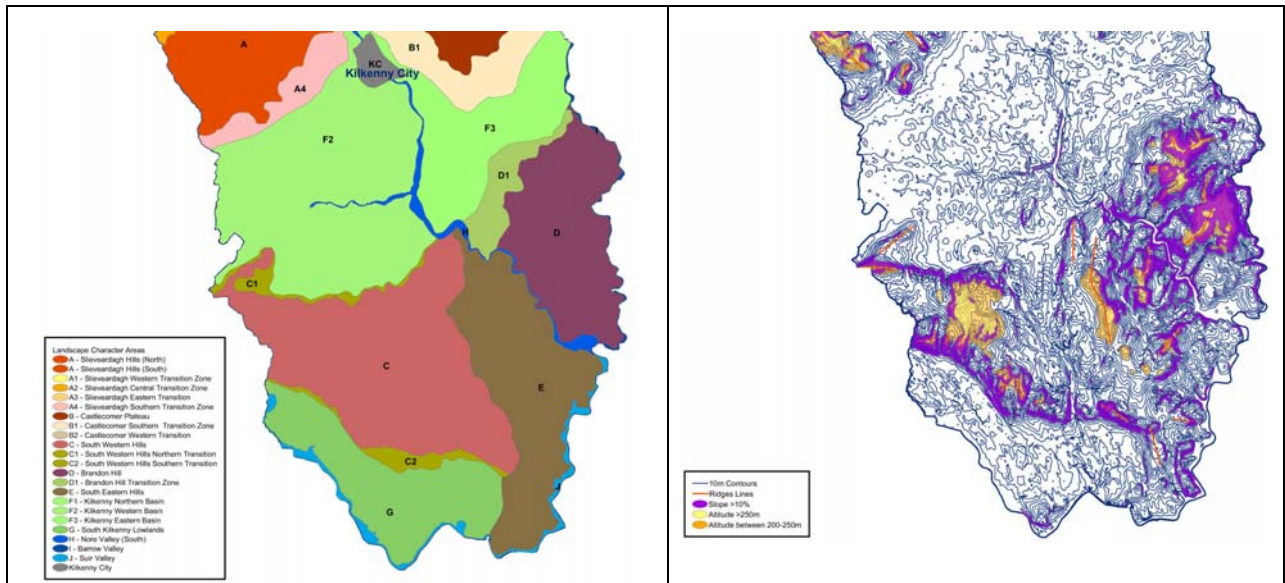 A
B1
KC
Kilkenny City
A4
F2
F3
D1
H
D
C1
C
E
C2
J
G
Landscape Character Areas
A - Slieveardagh Hills (North)
A - Slieveardagh Hills (South)
A1 - Slieveardagh Western Transition Zone
A2 - Slieveardagh Central Transition Zone
A3 - Slieveardagh Eastern Transition
A4 - Slieveardagh Southern Transition Zone
B - Castlecomer Plateau
B1 - Castlecomer Southern Transition Zone
B2 - Castlecomer Western Transition
C - South Western Hills
C1 - South Western Hills Northern Transition
C2 - South Western Hills Southern Transition
D - Brandon Hill
D1 - Brandon Hill Transition Zone
E - South Eastern Hills
F1 - Kilkenny Northern Basin
F2 - Kilkenny Western Basin
F3 - Kilkenny Eastern Basin
G - South Kilkenny Lowlands
H - Nore Valley (South)
I - Barrow Valley
J - Suir Valley
Kilkenny City
10m Contours
Ridges Lines
Slope >10%
Altitude >250m
Altitude between 200-250m